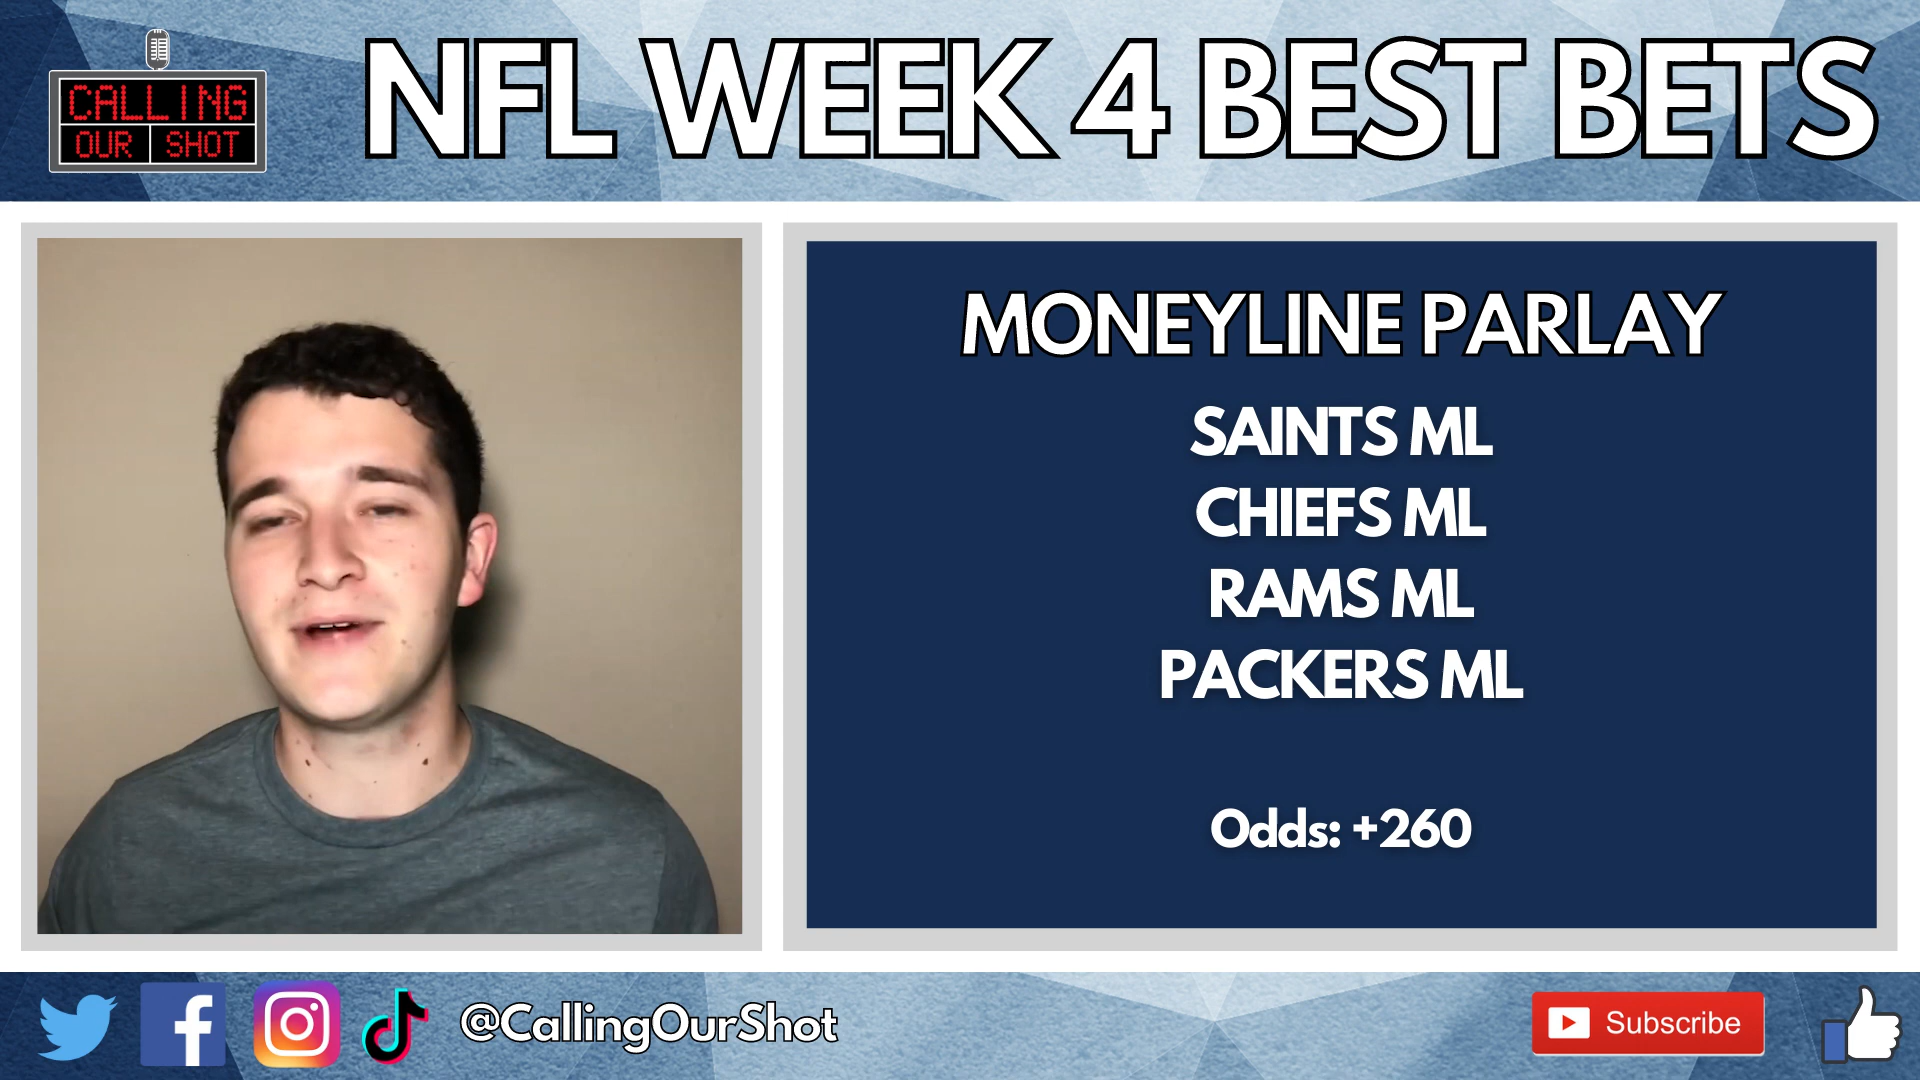 CALLING
OUR SHOT
NFL WEEK 4 BEST BETS
MONEYLINE PARLAY
SAINTS ML
CHIEFS ML
RAMS ML
PACKERS ML
Odds: +260
@CallingOurShot
Subscribe